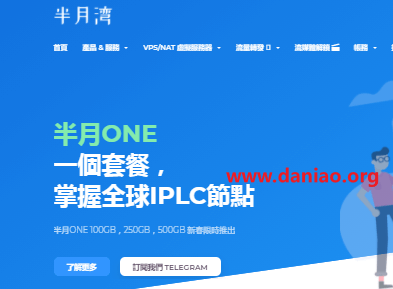 半月湾
首頁 產品 & 服務 VPS/NAT 虛擬服務器 流量轉發 流媒體解鎖 帳務
半月ONE
一個套餐，
掌握全球IPLC節點
www.daniao.org
半月ONE 100GB，250GB，500GB 新春限時推出
了解更多 訂閱我們 TELEGRAM